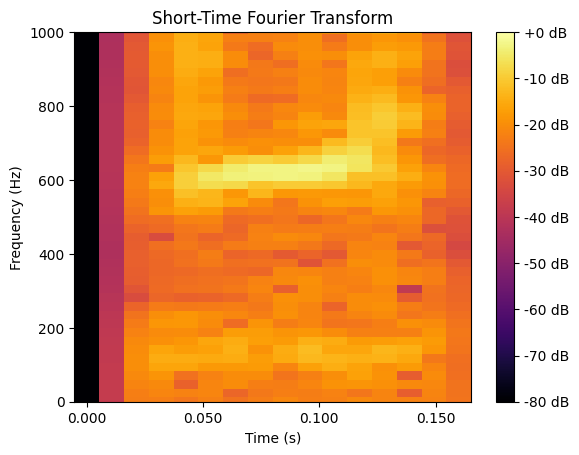 Short-Time Fourier Transform
1000
800
600
400
200
0
Frequency (Hz)
0.000
0.050
0.100
0.150
Time (s)
+0 dB
-10 dB
-20 dB
-30 dB
-40 dB
-50 dB
-60 dB
-70 dB
-80 dB